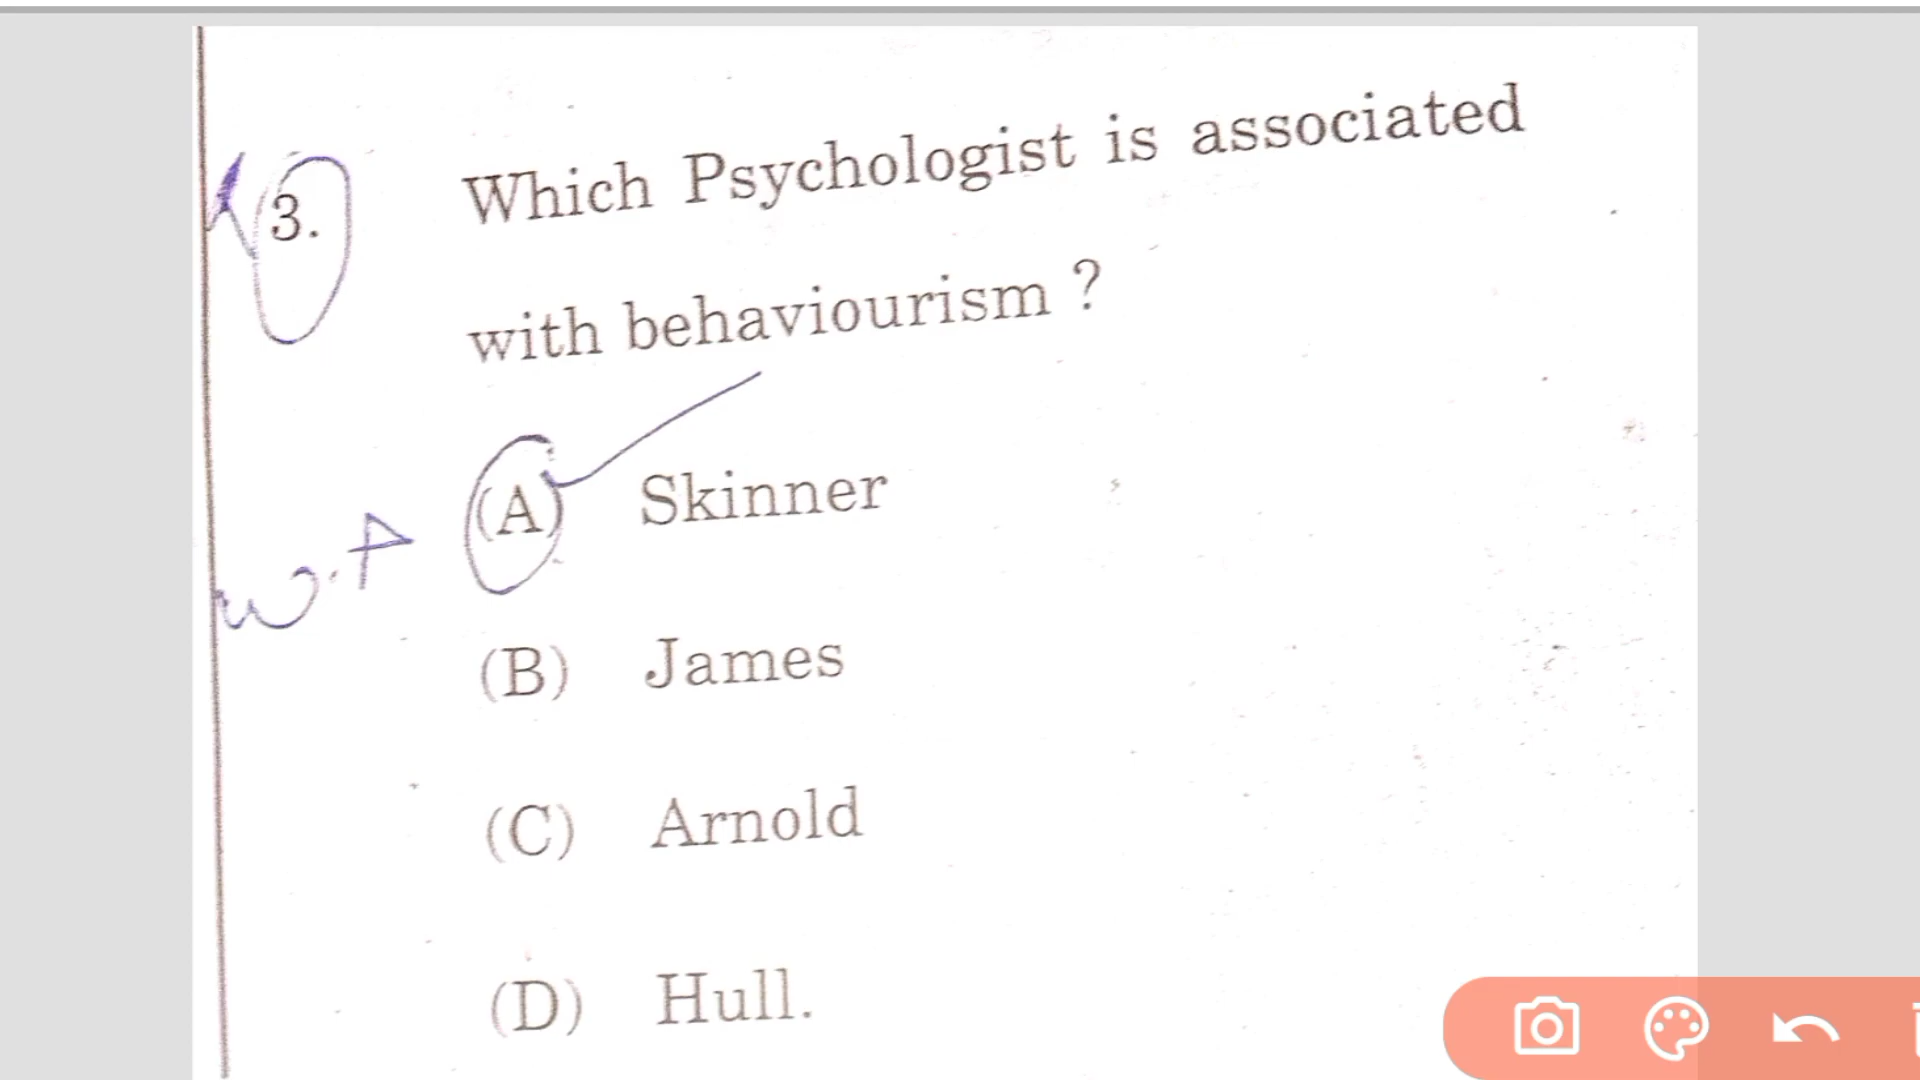 3. Which Psychologist is associated
with behaviourism ?
(A) Skinner
(B) James
(C) Arnold
(D) Hull.